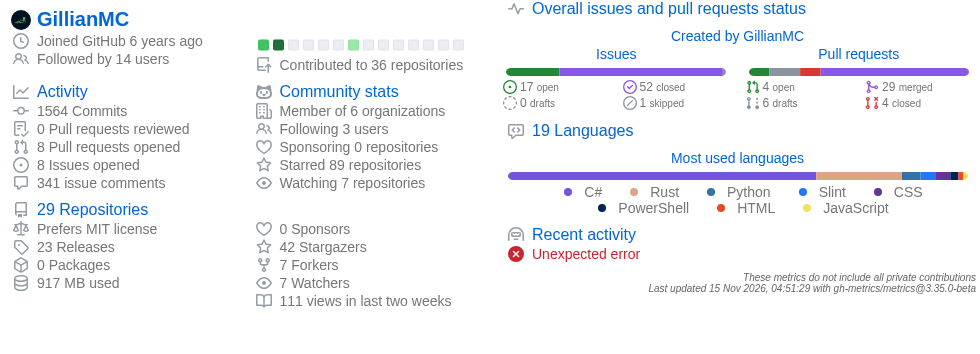 GillianMC
Joined GitHub 6 years ago
Followed by 14 users
Contributed to 36 repositories
Activity
1564 Commits
0 Pull requests reviewed
8 Pull requests opened
8 Issues opened
341 issue comments
Community stats
Member of 6 organizations
Following 3 users
Sponsoring 0 repositories
Starred 89 repositories
Watching 7 repositories
29 Repositories
Prefers MIT license
23 Releases
0 Packages
917 MB used
0 Sponsors
42 Stargazers
7 Forkers
7 Watchers
111 views in last two weeks
Overall issues and pull requests status
Created by GillianMC
Issues
17 open
52 closed
0 drafts
1 skipped
Pull requests
4 open
29 merged
6 drafts
4 closed
19 Languages
Most used languages
C# Rust Python Slint CSS
PowerShell HTML JavaScript
Recent activity
Unexpected error
These metrics do not include all private contributions
Last updated 15 Nov 2026, 04:51:29 with gh-metrics/metrics@3.35.0-beta